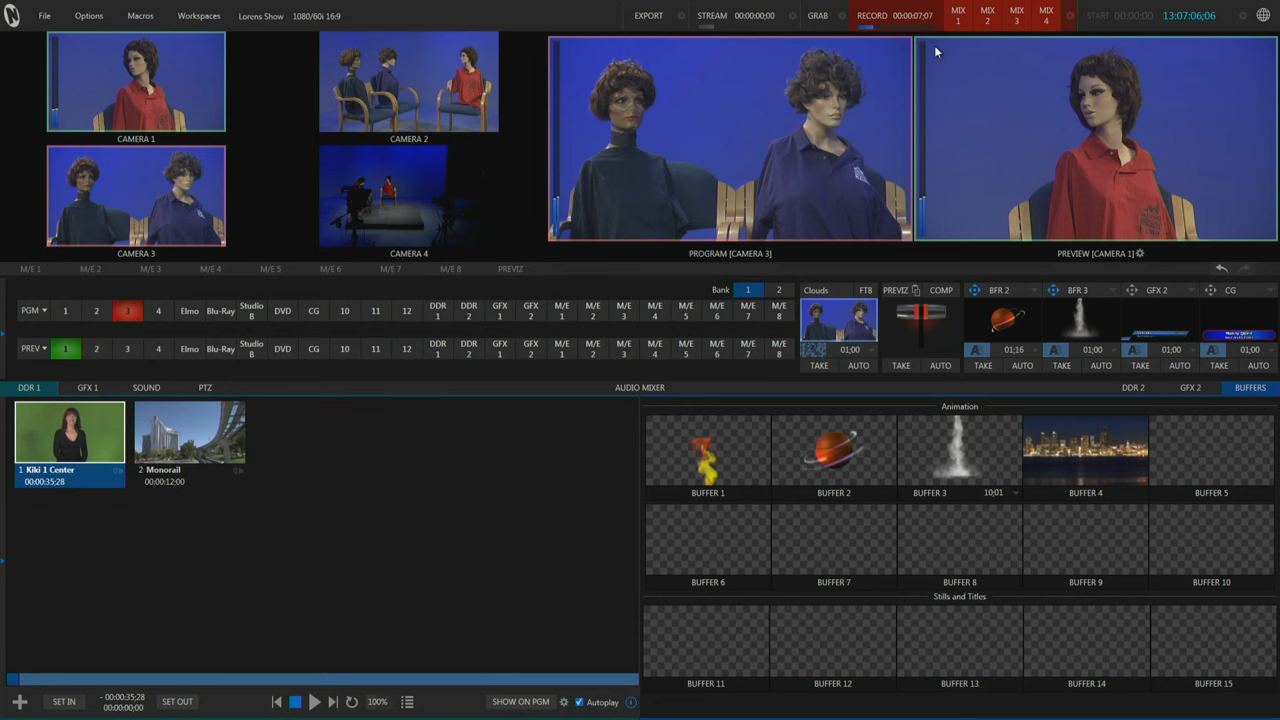 File Options Macros Workspaces Lorens Show 1080/60i 16:9 EXPORT STREAM 00:00:00;00 GRAB RECORD 00:00:07;07 MIX 1 MIX 2 MIX 3 MIX 4 START 00:00:00 13:07:06;06
CAMERA 1 CAMERA 2
CAMERA 3 CAMERA 4 PROGRAM [CAMERA 3] PREVIEW [CAMERA 1]
M/E 1 M/E 2 M/E 3 M/E 4 M/E 5 M/E 6 M/E 7 M/E 8 PREVIZ
Bank 1 2 Clouds FTB PREVIZ COMP BFR 2 BFR 3 GFX 2 CG
PGM 1 2 3 4 Elmo Blu-Ray Studio B DVD CG 10 11 12 DDR 1 DDR 2 GFX 1 GFX 2 M/E 1 M/E 2 M/E 3 M/E 4 M/E 5 M/E 6 M/E 7 M/E 8
PREV 1 2 3 4 Elmo Blu-Ray Studio B DVD CG 10 11 12 DDR 1 DDR 2 GFX 1 GFX 2 M/E 1 M/E 2 M/E 3 M/E 4 M/E 5 M/E 6 M/E 7 M/E 8
01;00 01;16 01;00 01;00 01;00
TAKE AUTO TAKE AUTO TAKE AUTO TAKE AUTO TAKE AUTO TAKE AUTO
DDR 1 GFX 1 SOUND PTZ AUDIO MIXER DDR 2 GFX 2 BUFFERS
Animation
1 Kiki 1 Center 2 Monorail
00:00:35;28 00:00:12;00
BUFFER 1 BUFFER 2 BUFFER 3 10;01 BUFFER 4 BUFFER 5
BUFFER 6 BUFFER 7 BUFFER 8 BUFFER 9 BUFFER 10
Stills and Titles
BUFFER 11 BUFFER 12 BUFFER 13 BUFFER 14 BUFFER 15
SET IN - 00:00:35;28 SET OUT 100% SHOW ON PGM Autoplay
00:00:00;00